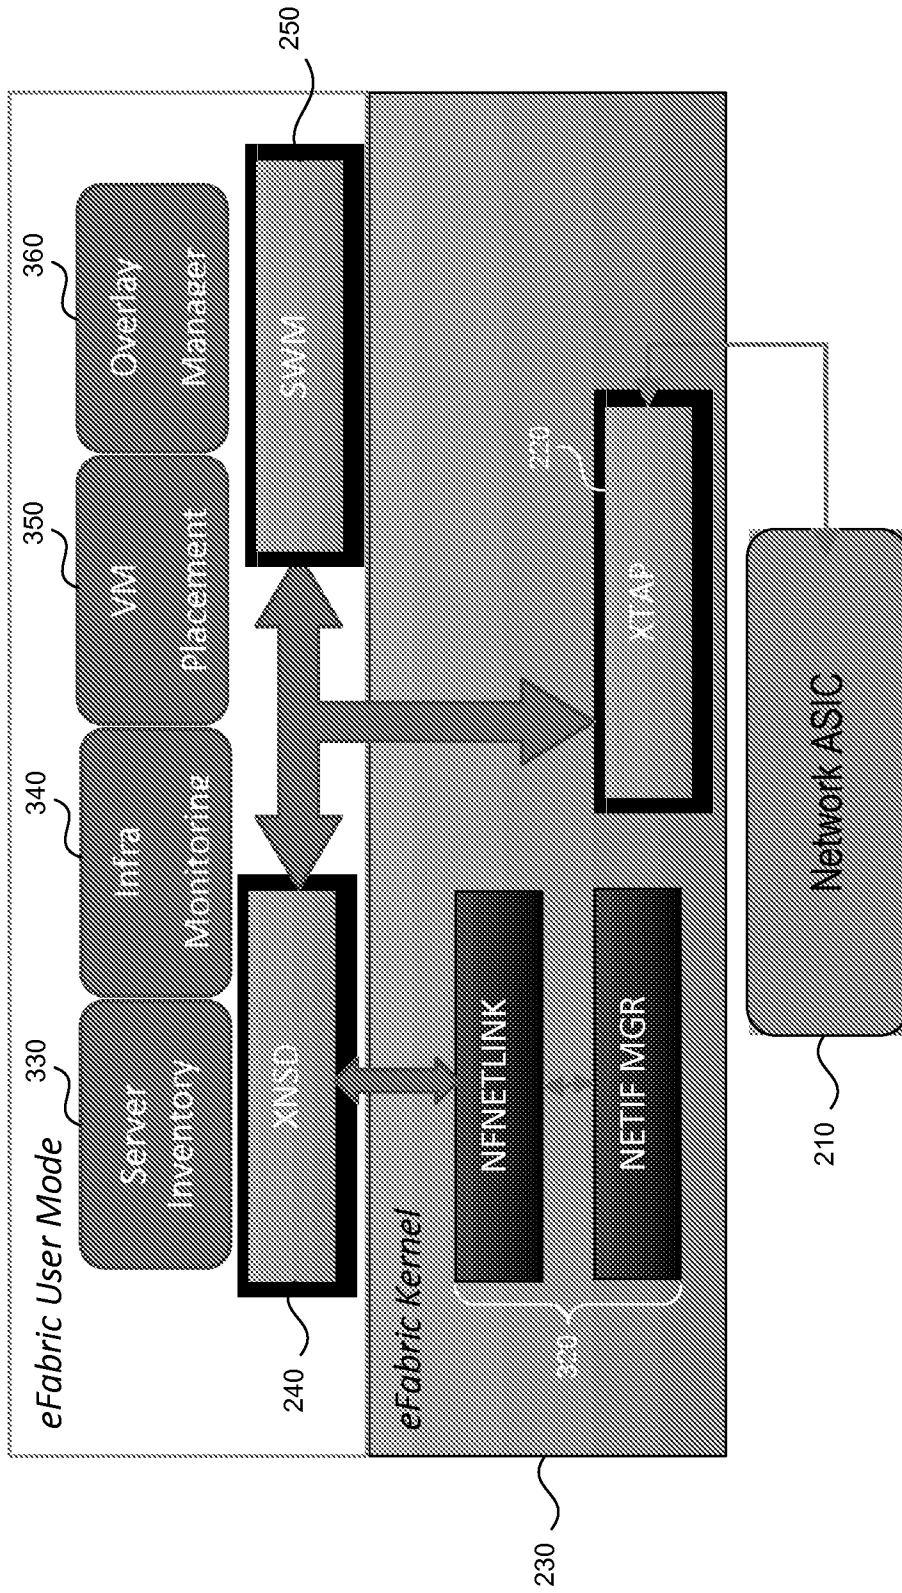 eFabric User Mode
330
340
350
360
Server
Inventory
Infra
Monitoring
VM
Placement
Overlay
Manager
240
XNSD
SWM
250
eFabric Kernel
230
320
NFNETLINK
NETIF MGR
XTAP
210
Network ASIC